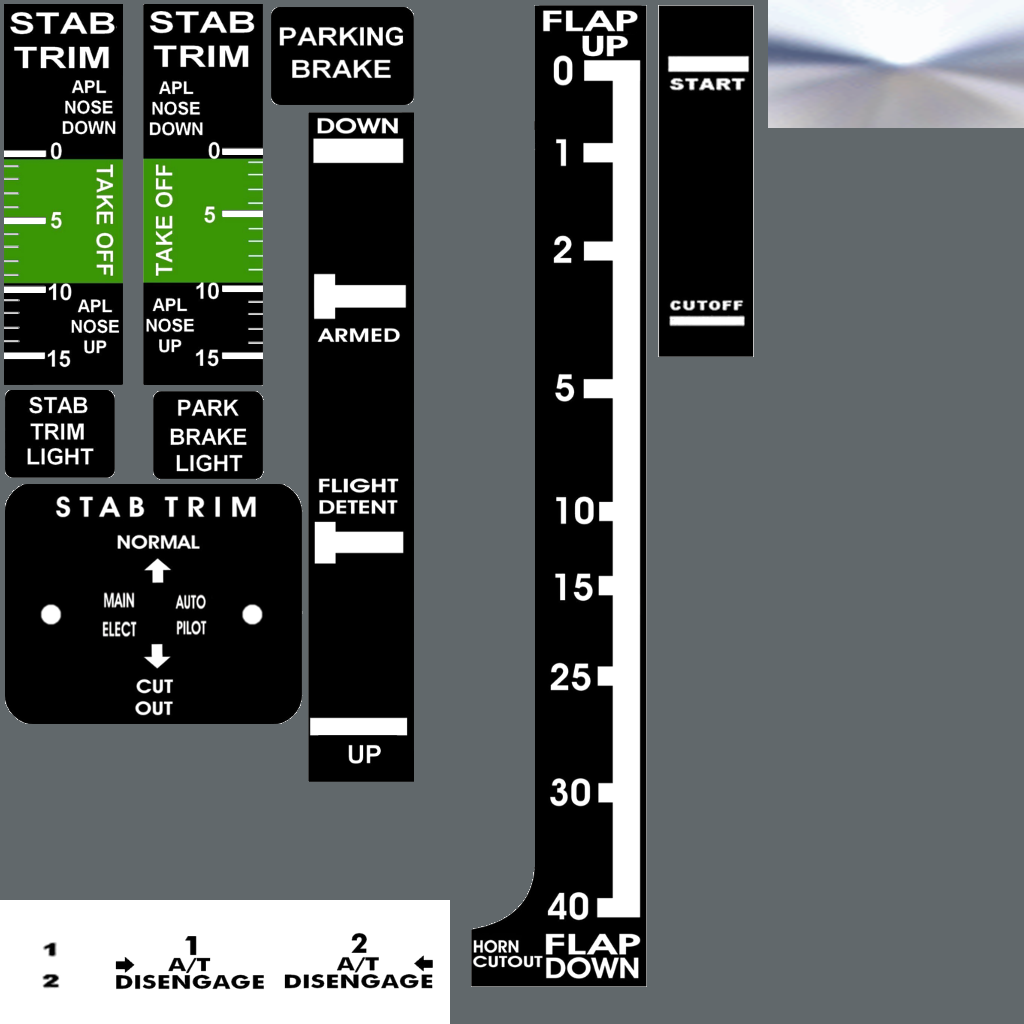 STAB
TRIM
APL
NOSE
DOWN
0
TAKE OFF
5
10
APL
NOSE
UP
15
STAB
TRIM
APL
NOSE
DOWN
0
TAKE OFF
5
10
APL
NOSE
UP
15
PARKING
BRAKE
STAB
TRIM
LIGHT
PARK
BRAKE
LIGHT
STAB TRIM
NORMAL
MAIN
ELECT
AUTO
PILOT
CUT
OUT
DOWN
ARMED
FLIGHT
DETENT
UP
FLAP
UP
0
1
2
5
10
15
25
30
40
HORN
CUTOUT
FLAP
DOWN
START
CUTOFF
1
2
1
A/T
DISENGAGE
2
A/T
DISENGAGE